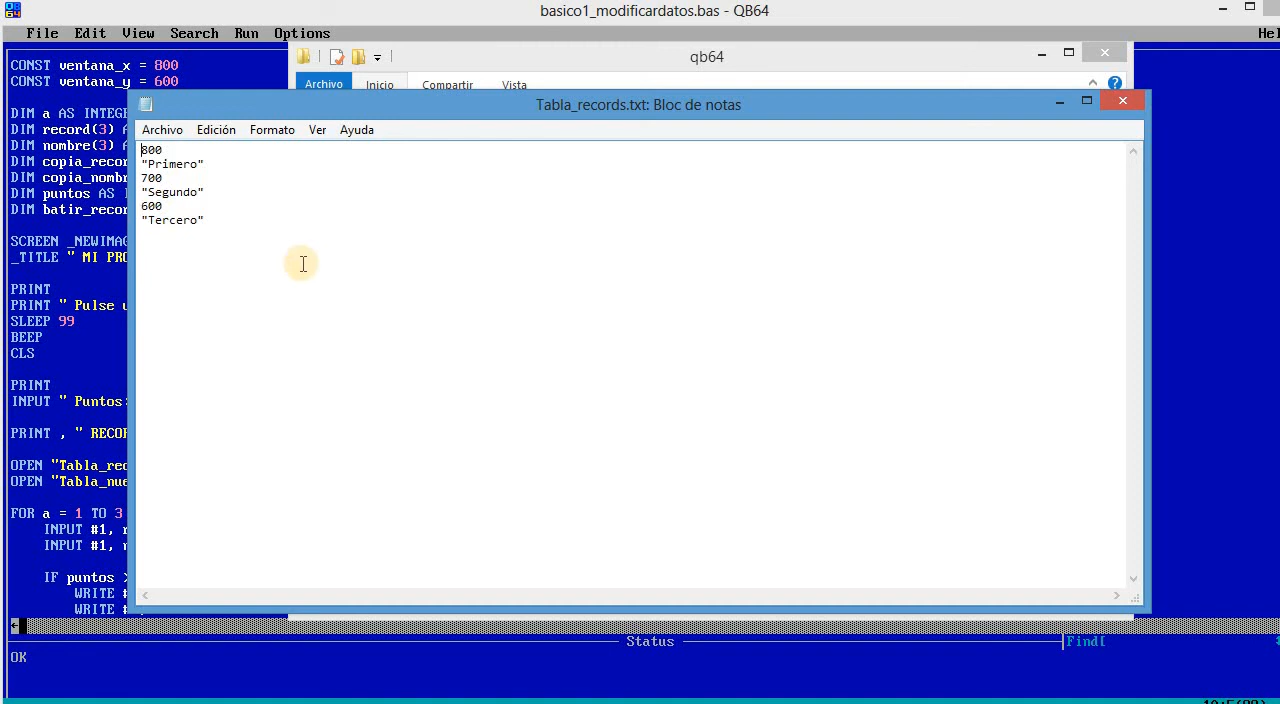 basico1_modificardatos.bas - QB64
File Edit View Search Run Options
qb64
Archivo Inicio Compartir Vista
Tabla_records.txt: Bloc de notas
Archivo Edición Formato Ver Ayuda
800
"Primero"
700
"Segundo"
600
"Tercero"
CONST ventana_x = 800
CONST ventana_y = 600
DIM a AS INTEG
DIM record(3)
DIM nombre(3)
DIM copia_recor
DIM copia_nombr
DIM puntos AS
DIM batir_recor
SCREEN _NEWIMAG
_TITLE " MI PRO
PRINT
PRINT " Pulse u
SLEEP 99
BEEP
CLS
PRINT
INPUT " Puntos:
PRINT , " RECOR
OPEN "Tabla_rec
OPEN "Tabla_nue
FOR a = 1 TO 3
INPUT #1, r
INPUT #1, r
IF puntos >
WRITE #
WRITE #
Status
Find[
OK